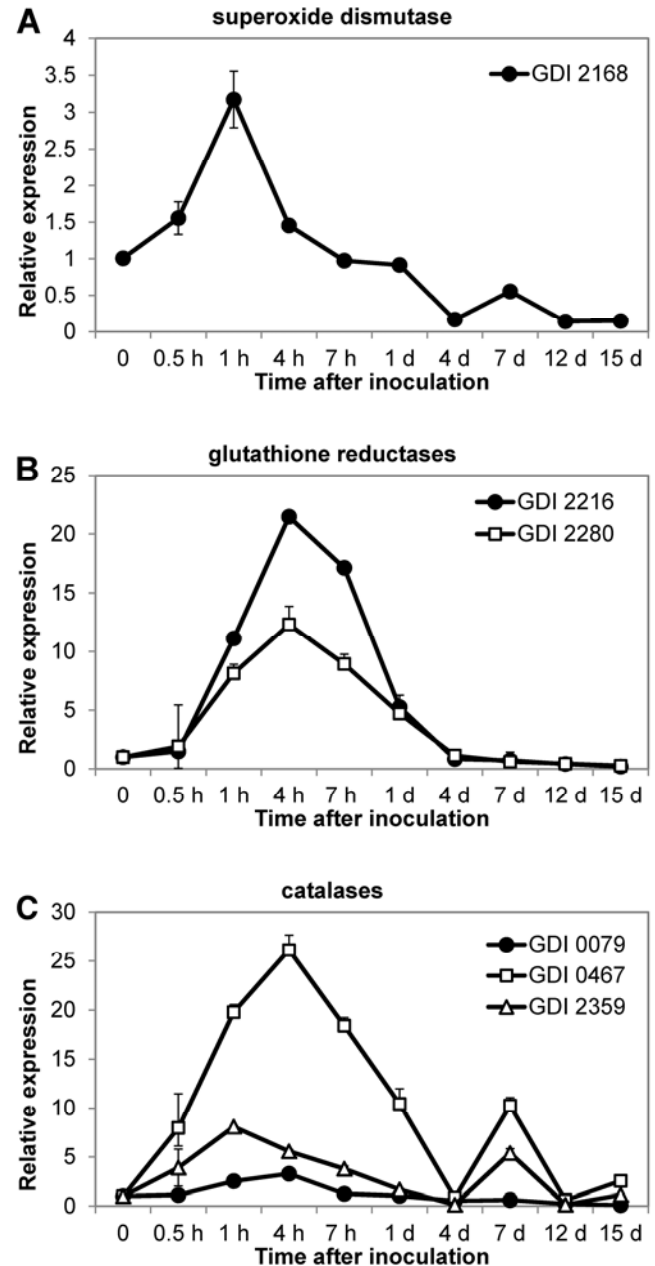 A
superoxide dismutase
4
3.5
3
2.5
2
1.5
1
0.5
0
Relative expression
GDI 2168
0 0.5 h 1 h 4 h 7 h 1 d 4 d 7 d 12 d 15 d
Time after inoculation
B
glutathione reductases
25
20
15
10
5
0
Relative expression
GDI 2216
GDI 2280
0 0.5 h 1 h 4 h 7 h 1 d 4 d 7 d 12 d 15 d
Time after inoculation
C
catalases
30
25
20
15
10
5
0
Relative expression
GDI 0079
GDI 0467
GDI 2359
0 0.5 h 1 h 4 h 7 h 1 d 4 d 7 d 12 d 15 d
Time after inoculation